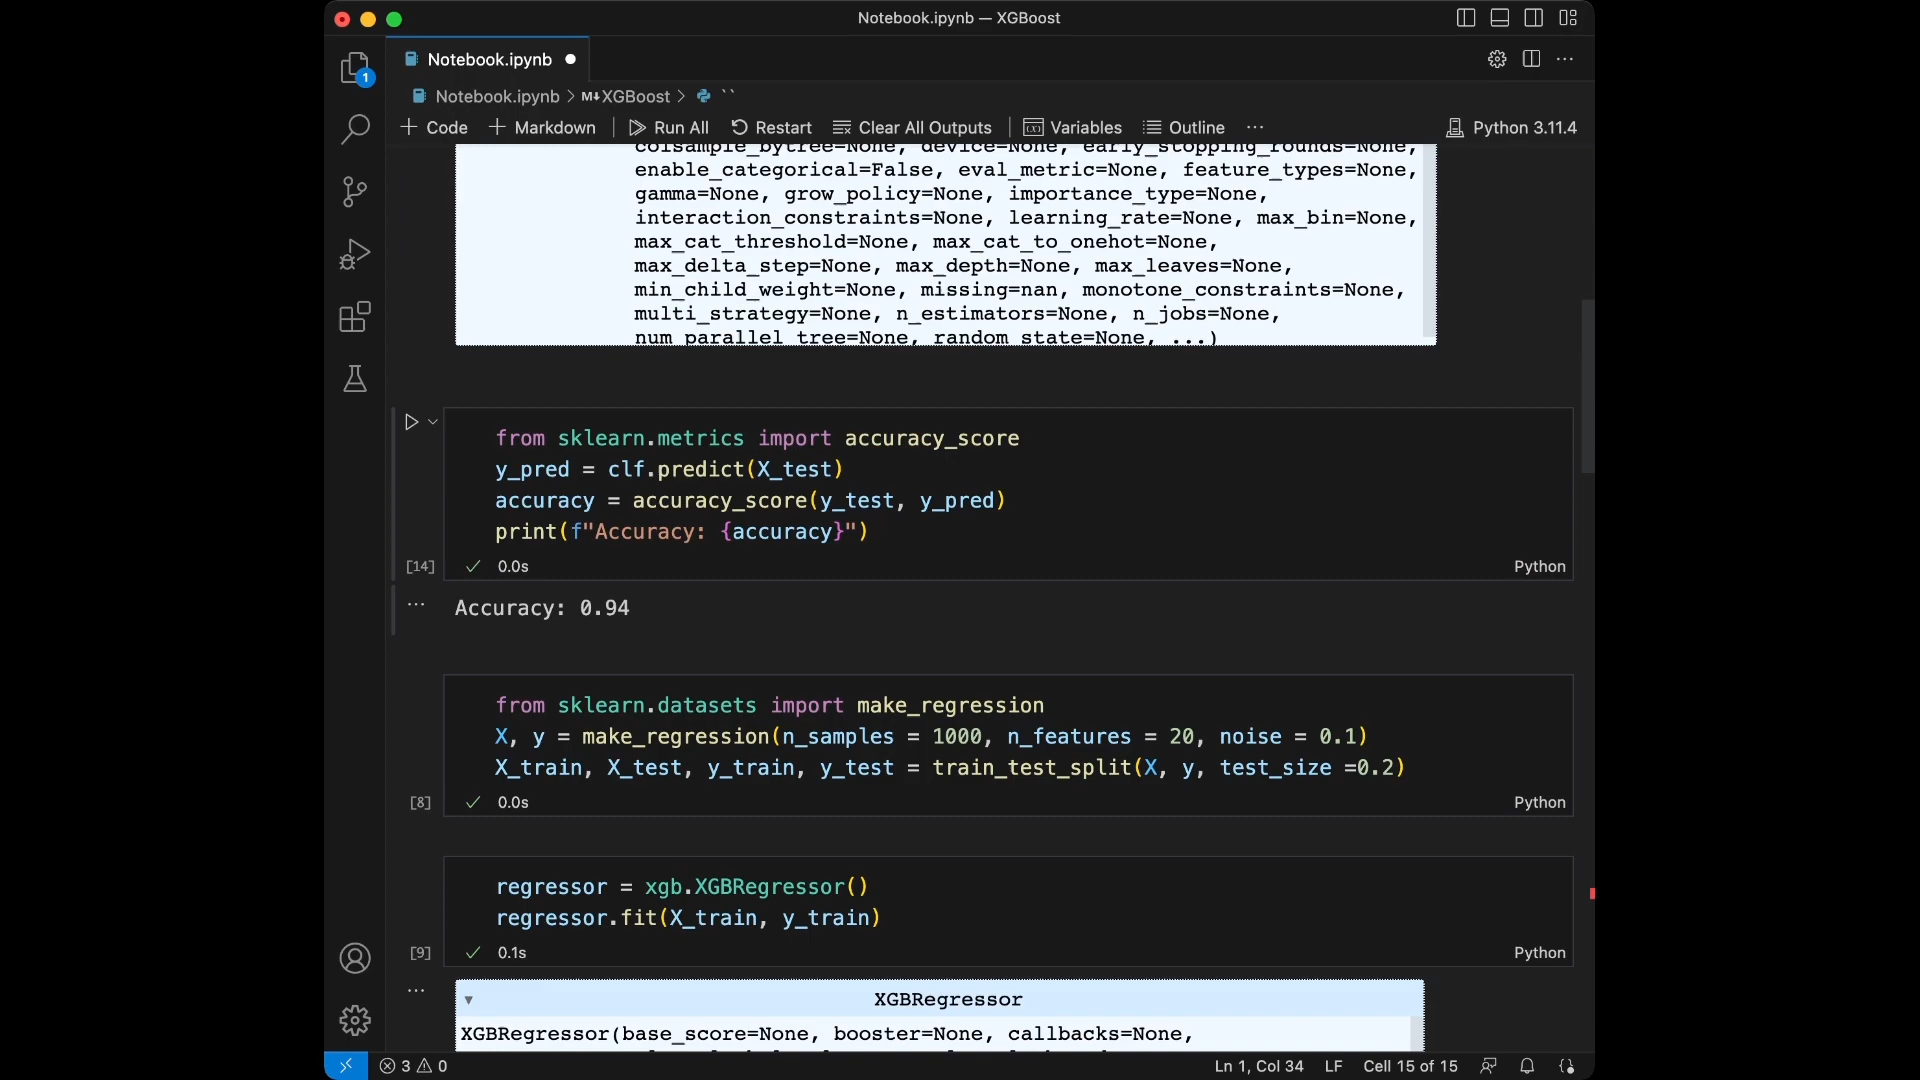 Notebook.ipynb — XGBoost
1
Notebook.ipynb
Notebook.ipynb > M↓XGBoost > ``
+ Code + Markdown | Run All Restart Clear All Outputs | Variables Outline ··· Python 3.11.4
colsample_bytree=None, device=None, early_stopping_rounds=None,
enable_categorical=False, eval_metric=None, feature_types=None,
gamma=None, grow_policy=None, importance_type=None,
interaction_constraints=None, learning_rate=None, max_bin=None,
max_cat_threshold=None, max_cat_to_onehot=None,
max_delta_step=None, max_depth=None, max_leaves=None,
min_child_weight=None, missing=nan, monotone_constraints=None,
multi_strategy=None, n_estimators=None, n_jobs=None,
num_parallel_tree=None, random_state=None, ...)
from sklearn.metrics import accuracy_score
y_pred = clf.predict(X_test)
accuracy = accuracy_score(y_test, y_pred)
print(f"Accuracy: {accuracy}")
[14] ✓ 0.0s Python
··· Accuracy: 0.94
from sklearn.datasets import make_regression
X, y = make_regression(n_samples = 1000, n_features = 20, noise = 0.1)
X_train, X_test, y_train, y_test = train_test_split(X, y, test_size =0.2)
[8] ✓ 0.0s Python
regressor = xgb.XGBRegressor()
regressor.fit(X_train, y_train)
[9] ✓ 0.1s Python
··· ▼ XGBRegressor
XGBRegressor(base_score=None, booster=None, callbacks=None,
3 0 Ln 1, Col 34 LF Cell 15 of 15